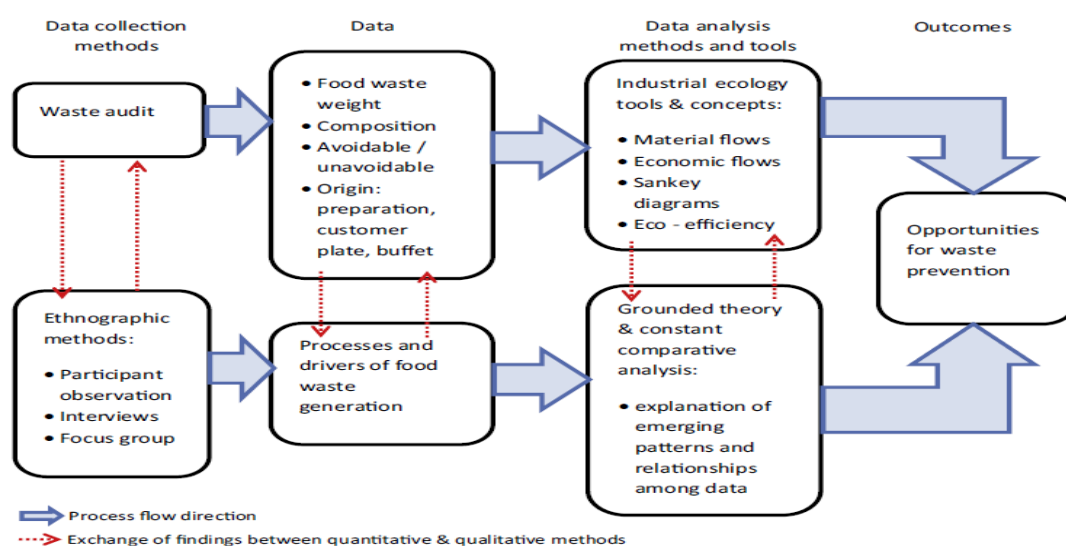 Data collection methods
Data
Data analysis methods and tools
Outcomes
Waste audit
• Food waste
weight
• Composition
• Avoidable /
unavoidable
• Origin:
preparation,
customer
plate, buffet
Industrial ecology
tools & concepts:
• Material flows
• Economic flows
• Sankey
diagrams
• Eco - efficiency
Opportunities
for waste
prevention
Ethnographic
methods:
• Participant
observation
• Interviews
• Focus group
Processes and
drivers of food
waste
generation
Grounded theory
& constant
comparative
analysis:
• explanation of
emerging
patterns and
relationships
among data
Process flow direction
Exchange of findings between quantitative & qualitative methods